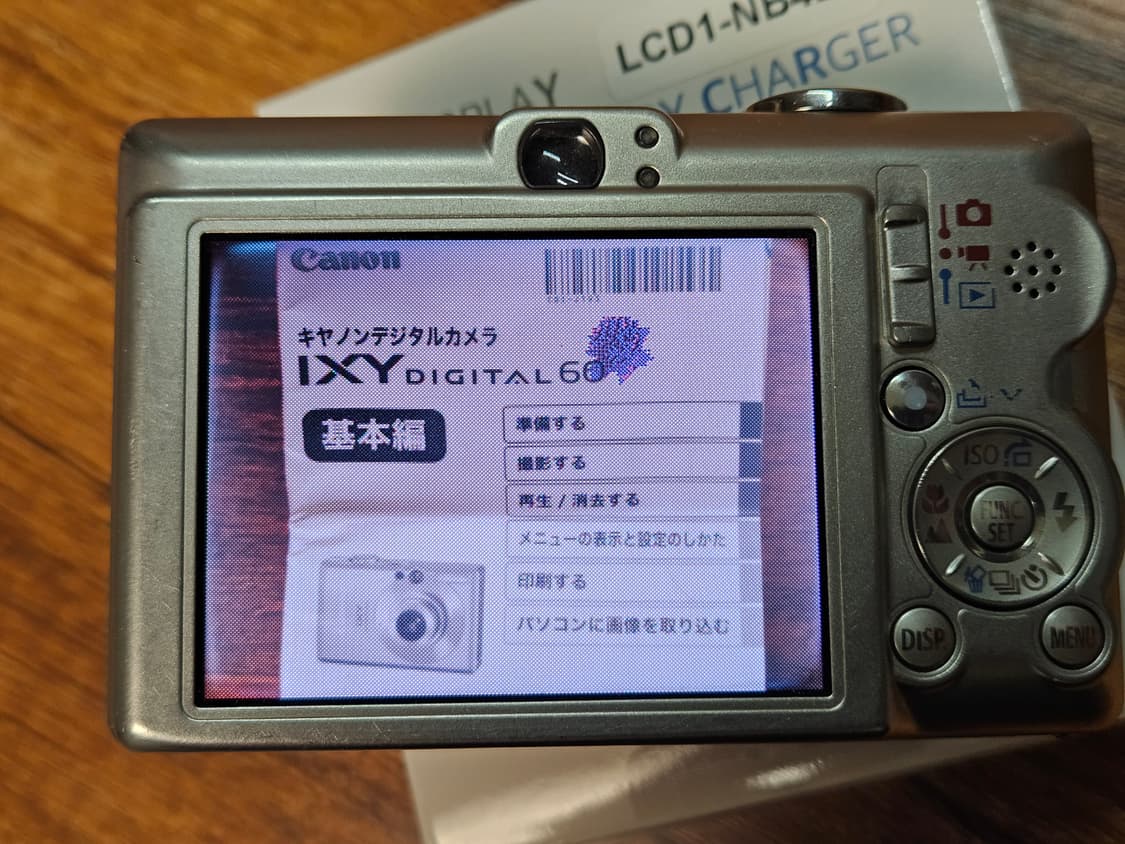 LCD1-NB4
PLAY
Y CHARGER
Canon
キヤノンデジタルカメラ
IXY DIGITAL 60
基本編
準備する
撮影する
再生 / 消去する
メニューの表示と設定のしかた
印刷する
パソコンに画像を取り込む
ISO
FUNC.
SET
DISP.
MENU